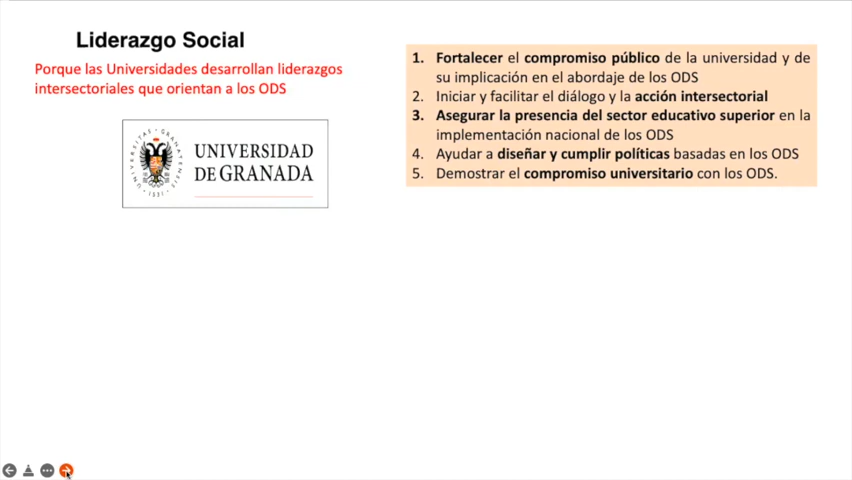 Liderazgo Social
Porque las Universidades desarrollan liderazgos
intersectoriales que orientan a los ODS
UNIVERSITAS GRANATENSIS
1531
UNIVERSIDAD
DE GRANADA
1. Fortalecer el compromiso público de la universidad y de
su implicación en el abordaje de los ODS
2. Iniciar y facilitar el diálogo y la acción intersectorial
3. Asegurar la presencia del sector educativo superior en la
implementación nacional de los ODS
4. Ayudar a diseñar y cumplir políticas basadas en los ODS
5. Demostrar el compromiso universitario con los ODS.